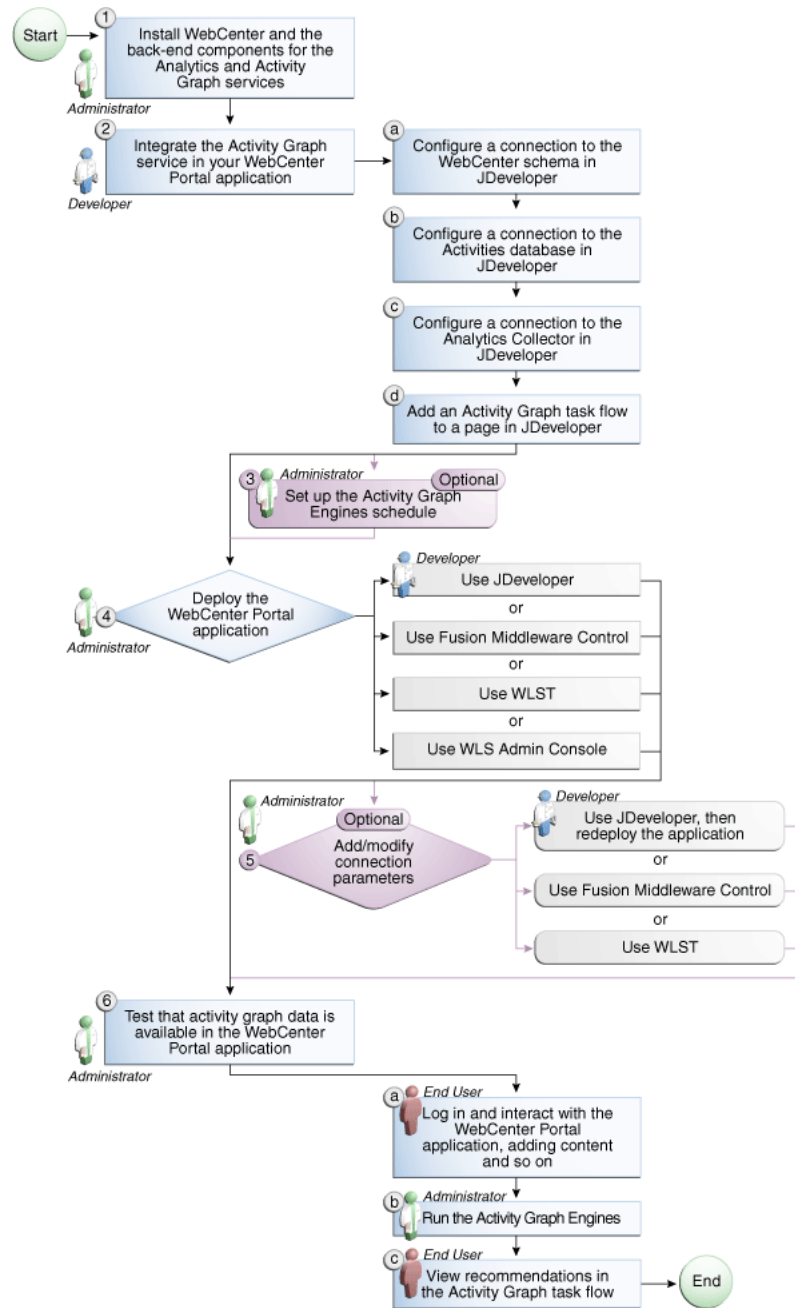 Start
1
Install WebCenter and the
back-end components for the
Analytics and Activity
Graph services
Administrator
2
Integrate the Activity Graph
service in your WebCenter
Portal application
Developer
a
Configure a connection to the
WebCenter schema in
JDeveloper
b
Configure a connection to the
Activities database in
JDeveloper
c
Configure a connection to the
Analytics Collector in
JDeveloper
d
Add an Activity Graph task flow
to a page in JDeveloper
3
Administrator
Optional
Set up the Activity Graph
Engines schedule
4
Deploy the
WebCenter Portal
application
Administrator
Developer
Use JDeveloper
or
Use Fusion Middleware Control
or
Use WLST
or
Use WLS Admin Console
Administrator
Optional
5
Add/modify
connection
parameters
Developer
Use JDeveloper, then
redeploy the application
or
Use Fusion Middleware Control
or
Use WLST
6
Test that activity graph data is
available in the WebCenter
Portal application
Administrator
a
End User
Log in and interact with the
WebCenter Portal
application, adding content
and so on
b
Administrator
Run the Activity Graph Engines
c
End User
View recommendations in
the Activity Graph task flow
End